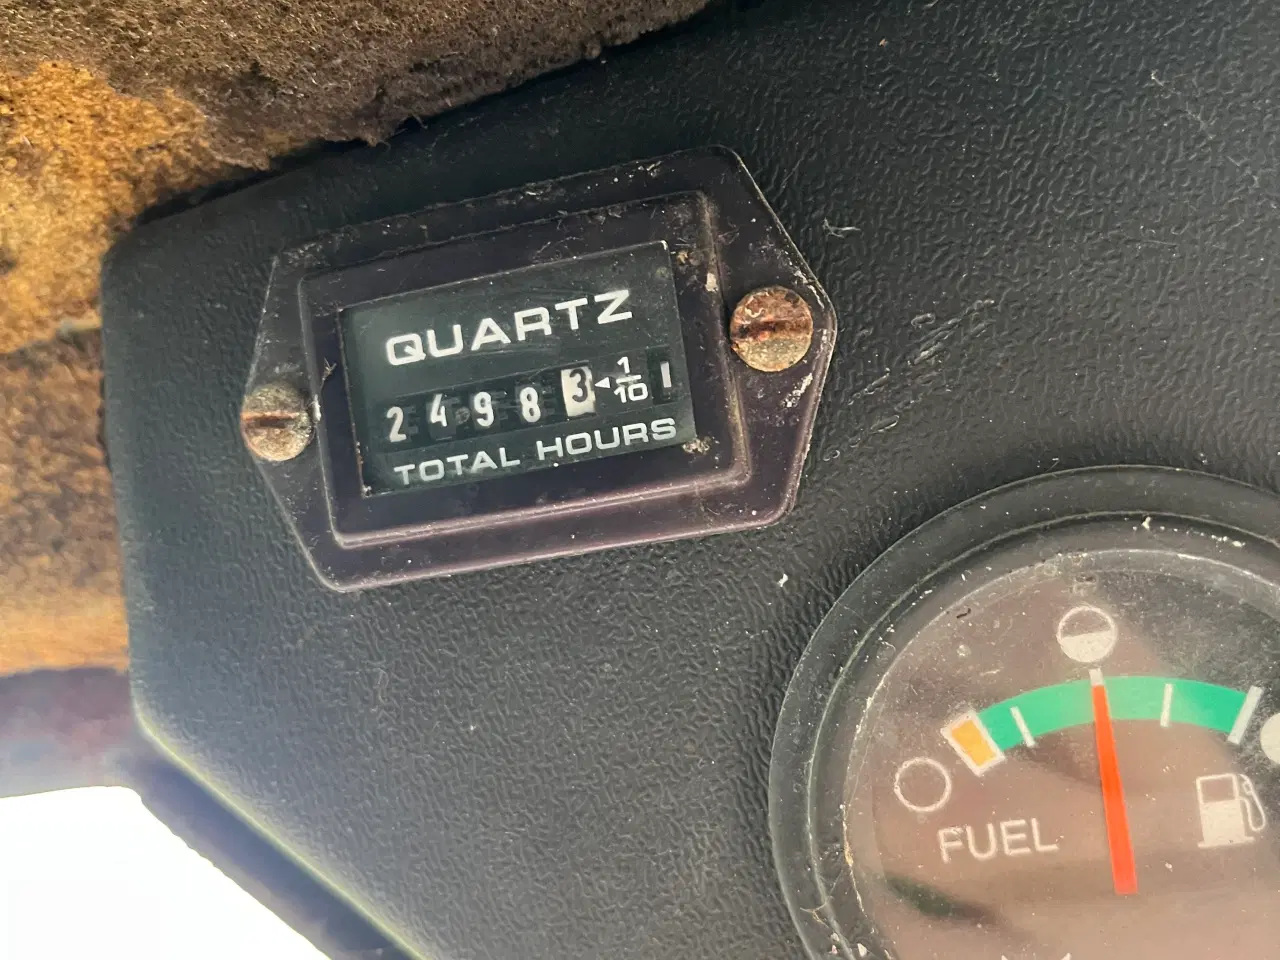 QUARTZ
24983 1/10
TOTAL HOURS
FUEL